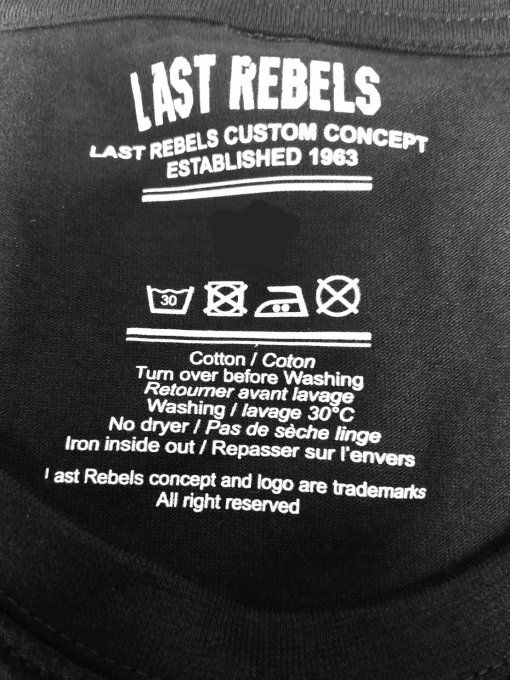 LAST REBELS
LAST REBELS CUSTOM CONCEPT
ESTABLISHED 1963
30
Cotton / Coton
Turn over before Washing
Retourner avant lavage
Washing / lavage 30°C
No dryer / Pas de sèche linge
Iron inside out / Repasser sur l'envers
Last Rebels concept and logo are trademarks
All right reserved